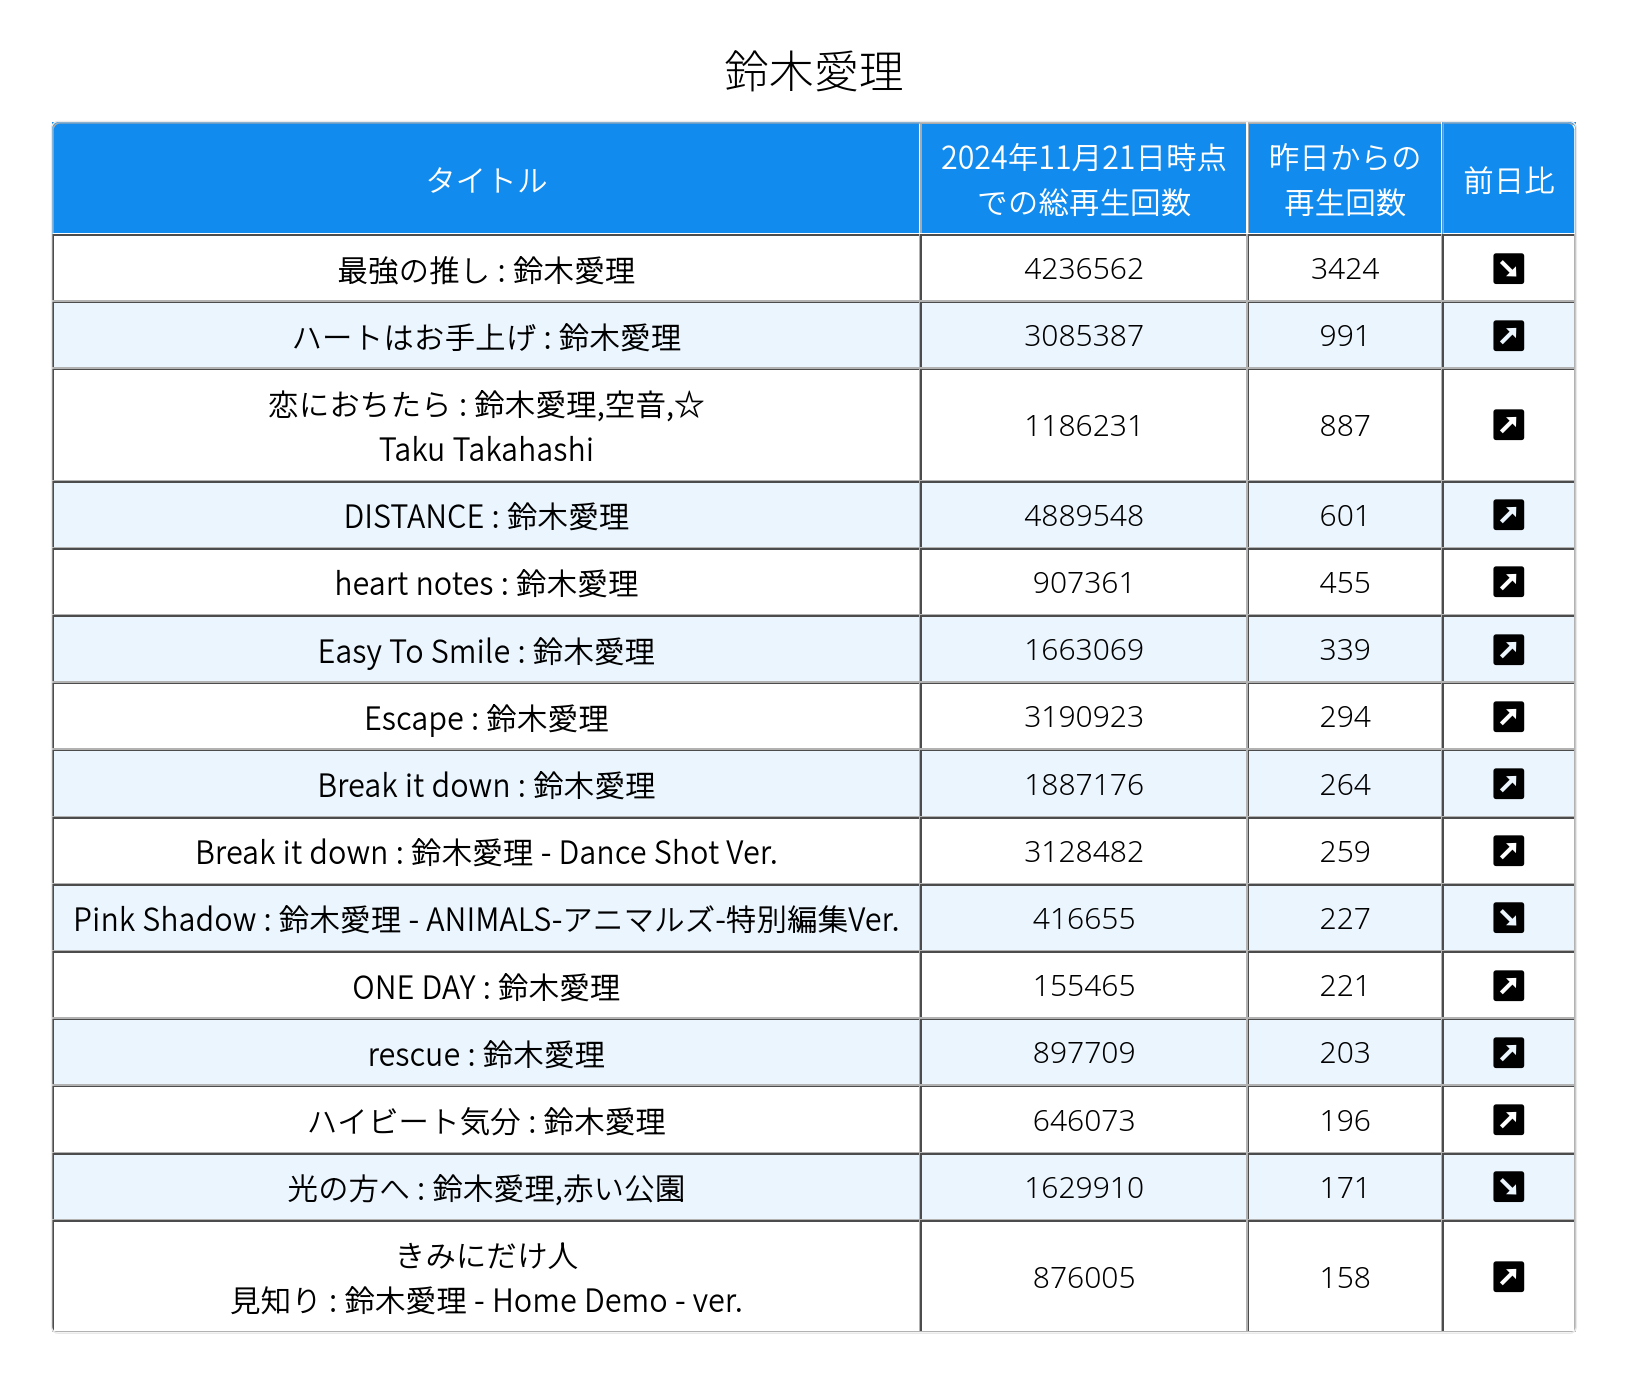 鈴木愛理
タイトル
2024年11月21日時点
での総再生回数
昨日からの
再生回数
前日比
最強の推し : 鈴木愛理 4236562 3424
ハートはお手上げ : 鈴木愛理 3085387 991
恋におちたら : 鈴木愛理,空音,☆
Taku Takahashi 1186231 887
DISTANCE : 鈴木愛理 4889548 601
heart notes : 鈴木愛理 907361 455
Easy To Smile : 鈴木愛理 1663069 339
Escape : 鈴木愛理 3190923 294
Break it down : 鈴木愛理 1887176 264
Break it down : 鈴木愛理 - Dance Shot Ver. 3128482 259
Pink Shadow : 鈴木愛理 - ANIMALS-アニマルズ-特別編集Ver. 416655 227
ONE DAY : 鈴木愛理 155465 221
rescue : 鈴木愛理 897709 203
ハイビート気分 : 鈴木愛理 646073 196
光の方へ : 鈴木愛理,赤い公園 1629910 171
きみにだけ人
見知り : 鈴木愛理 - Home Demo - ver. 876005 158